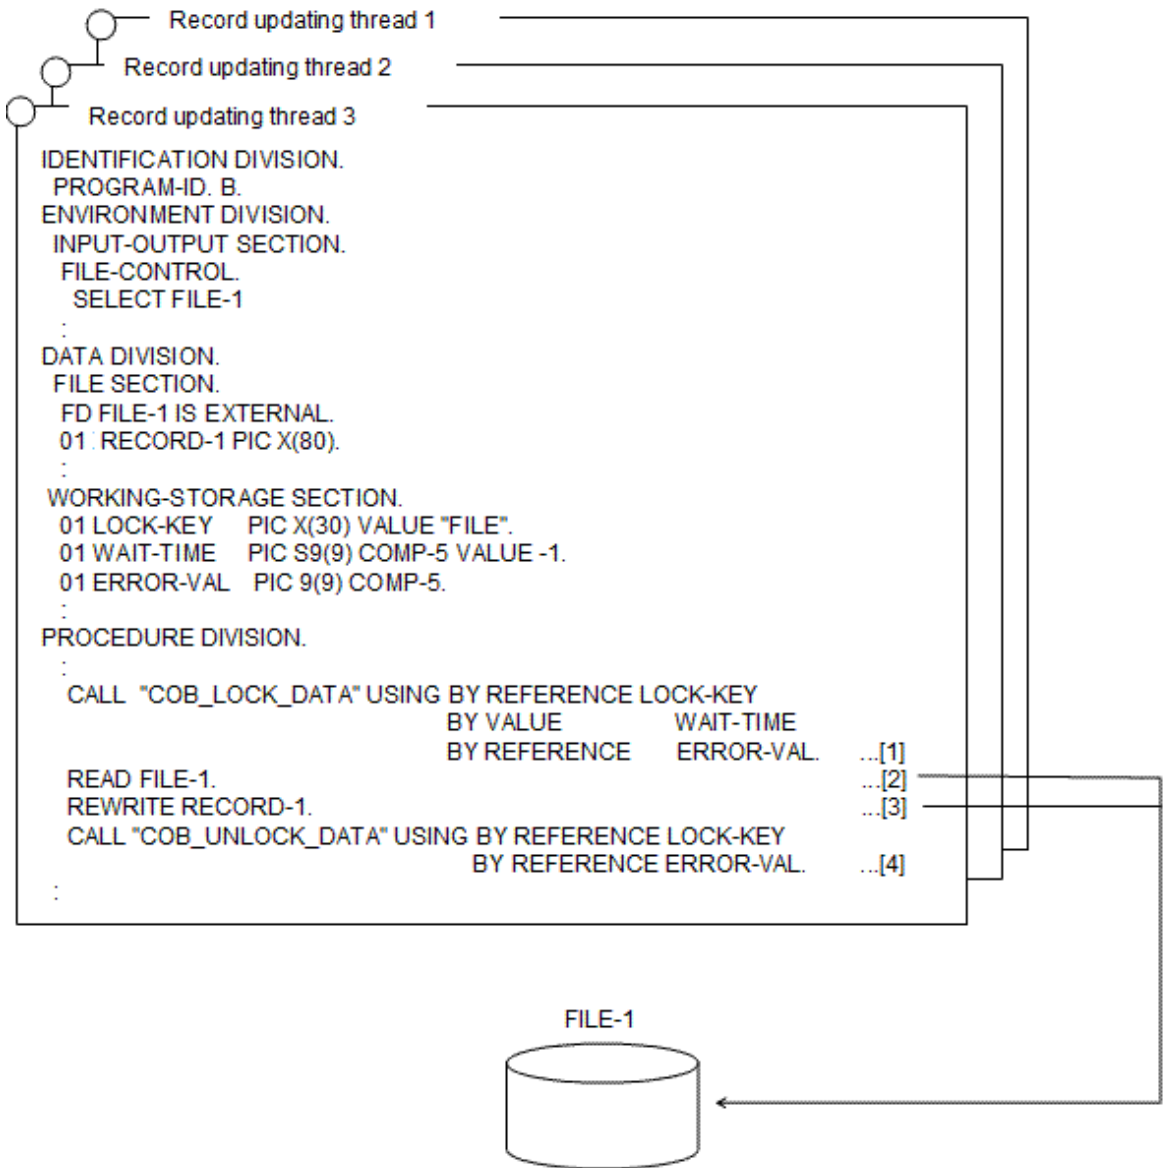 Record updating thread 1
Record updating thread 2
Record updating thread 3
IDENTIFICATION DIVISION.
PROGRAM-ID. B.
ENVIRONMENT DIVISION.
INPUT-OUTPUT SECTION.
FILE-CONTROL.
SELECT FILE-1
:
DATA DIVISION.
FILE SECTION.
FD FILE-1 IS EXTERNAL.
01 RECORD-1 PIC X(80).
:
WORKING-STORAGE SECTION.
01 LOCK-KEY PIC X(30) VALUE "FILE".
01 WAIT-TIME PIC S9(9) COMP-5 VALUE -1.
01 ERROR-VAL PIC 9(9) COMP-5.
:
PROCEDURE DIVISION.
:
CALL "COB_LOCK_DATA" USING BY REFERENCE LOCK-KEY
BY VALUE WAIT-TIME
BY REFERENCE ERROR-VAL. ...[1]
READ FILE-1. ...[2]
REWRITE RECORD-1. ...[3]
CALL "COB_UNLOCK_DATA" USING BY REFERENCE LOCK-KEY
BY REFERENCE ERROR-VAL. ...[4]
:
FILE-1